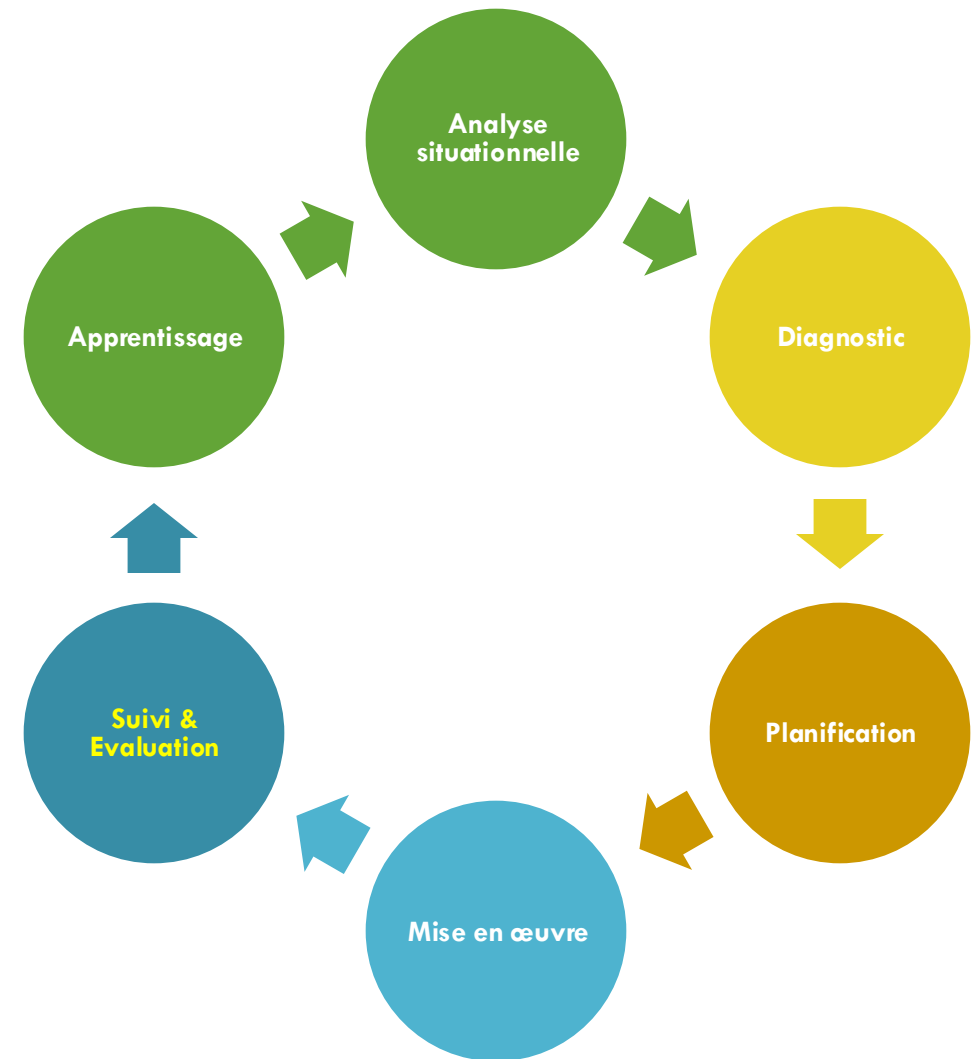 Analyse
situationnelle
Diagnostic
Planification
Mise en œuvre
Suivi &
Evaluation
Apprentissage